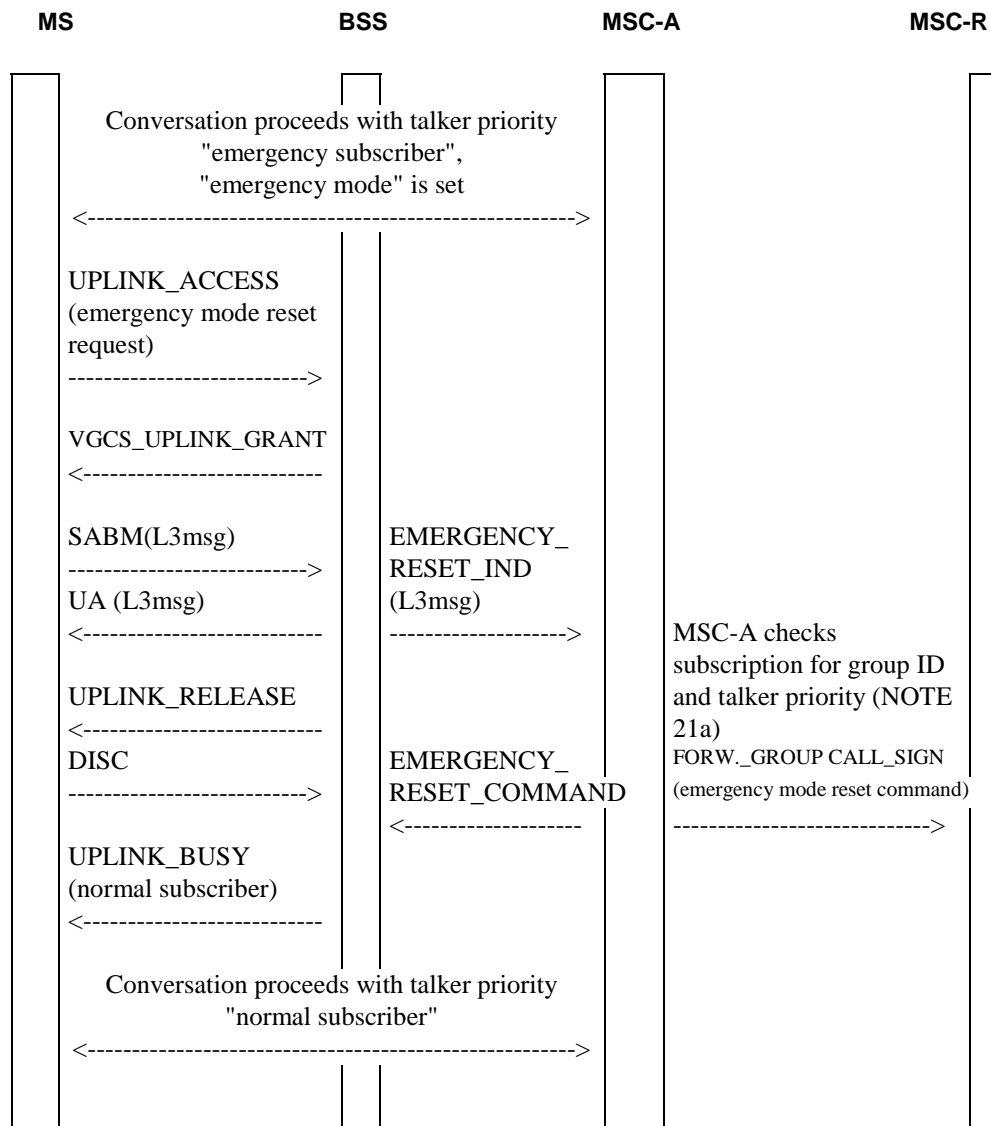 MS BSS MSC-A MSC-R
Conversation proceeds with talker priority
"emergency subscriber",
"emergency mode" is set
<---------------------------------------------------->
UPLINK_ACCESS
(emergency mode reset
request)
--------------------------->
VGCS_UPLINK_GRANT
<---------------------------
SABM(L3msg)
--------------------------->
UA (L3msg)
<---------------------------
EMERGENCY_
RESET_IND
(L3msg)
-------------------->
MSC-A checks
subscription for group ID
and talker priority (NOTE
21a)
UPLINK_RELEASE
<---------------------------
DISC
--------------------------->
EMERGENCY_
RESET_COMMAND
<--------------------
FORW._GROUP CALL_SIGN
(emergency mode reset command)
----------------------------->
UPLINK_BUSY
(normal subscriber)
<---------------------------
Conversation proceeds with talker priority
"normal subscriber"
<---------------------------------------------------->